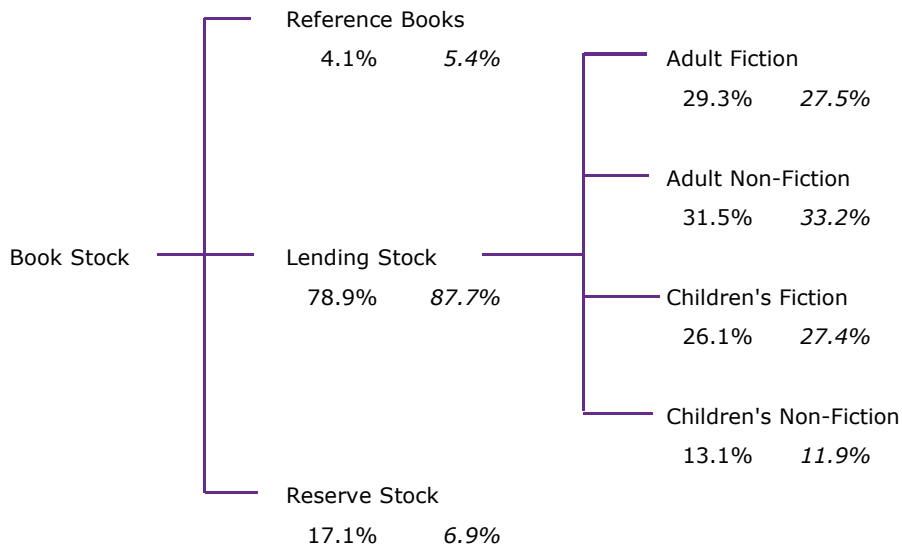 Reference Books
4.1% 5.4%
Adult Fiction
29.3% 27.5%
Adult Non-Fiction
31.5% 33.2%
Book Stock
Lending Stock
78.9% 87.7%
Children's Fiction
26.1% 27.4%
Children's Non-Fiction
13.1% 11.9%
Reserve Stock
17.1% 6.9%